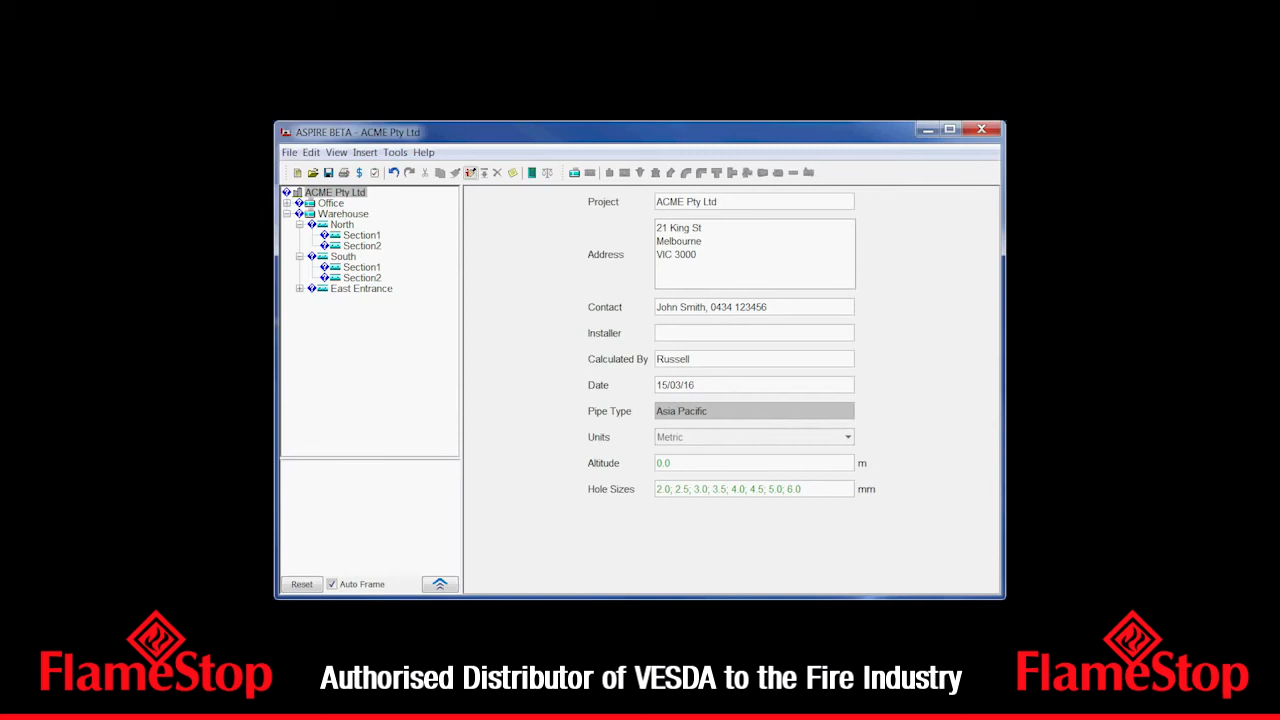 ASPIRE BETA - ACME Pty Ltd
File Edit View Insert Tools Help
ACME Pty Ltd
Office
Warehouse
North
Section1
Section2
South
Section1
Section2
East Entrance
Reset
Auto Frame
Project
ACME Pty Ltd
Address
21 King St
Melbourne
VIC 3000
Contact
John Smith, 0434 123456
Installer
Calculated By
Russell
Date
15/03/16
Pipe Type
Asia Pacific
Units
Metric
Altitude
0.0
m
Hole Sizes
2.0; 2.5; 3.0; 3.5; 4.0; 4.5; 5.0; 6.0
mm
FlameStop
Authorised Distributor of VESDA to the Fire Industry
FlameStop